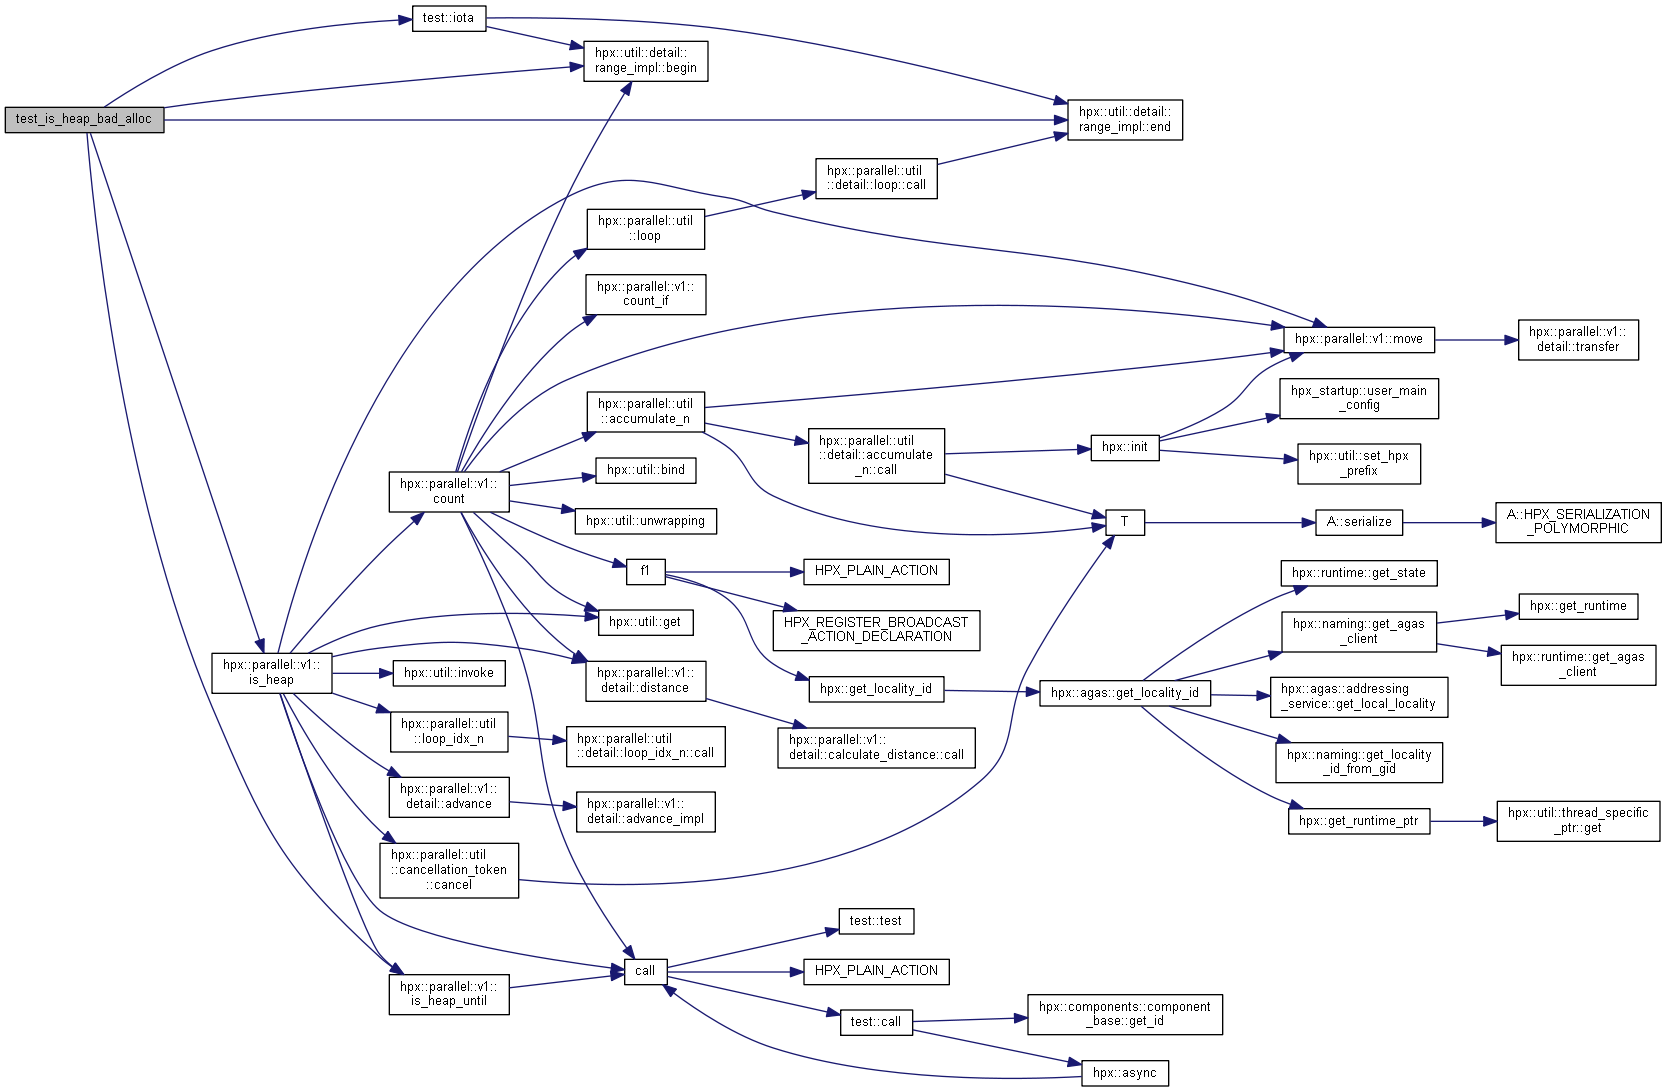 test::iota
hpx::util::detail::
range_impl::begin
test_is_heap_bad_alloc
hpx::util::detail::
range_impl::end
hpx::parallel::util
::detail::loop::call
hpx::parallel::util
::loop
hpx::parallel::v1::
count_if
hpx::parallel::v1::move
hpx::parallel::v1::
detail::transfer
hpx::parallel::util
::accumulate_n
hpx_startup::user_main
_config
hpx::parallel::util
::detail::accumulate
_n::call
hpx::init
hpx::util::set_hpx
_prefix
hpx::util::bind
hpx::parallel::v1::
count
hpx::util::unwrapping
T
A::serialize
A::HPX_SERIALIZATION
_POLYMORPHIC
f1
HPX_PLAIN_ACTION
hpx::runtime::get_state
hpx::get_runtime
hpx::util::get
HPX_REGISTER_BROADCAST
_ACTION_DECLARATION
hpx::naming::get_agas
_client
hpx::runtime::get_agas
_client
hpx::parallel::v1::
is_heap
hpx::util::invoke
hpx::parallel::v1::
detail::distance
hpx::get_locality_id
hpx::agas::get_locality_id
hpx::agas::addressing
_service::get_local_locality
hpx::parallel::util
::loop_idx_n
hpx::parallel::util
::detail::loop_idx_n::call
hpx::parallel::v1::
detail::calculate_distance::call
hpx::naming::get_locality
_id_from_gid
hpx::parallel::v1::
detail::advance
hpx::parallel::v1::
detail::advance_impl
hpx::get_runtime_ptr
hpx::util::thread_specific
_ptr::get
hpx::parallel::util
::cancellation_token
::cancel
test::test
call
HPX_PLAIN_ACTION
hpx::parallel::v1::
is_heap_until
test::call
hpx::components::component
_base::get_id
hpx::async